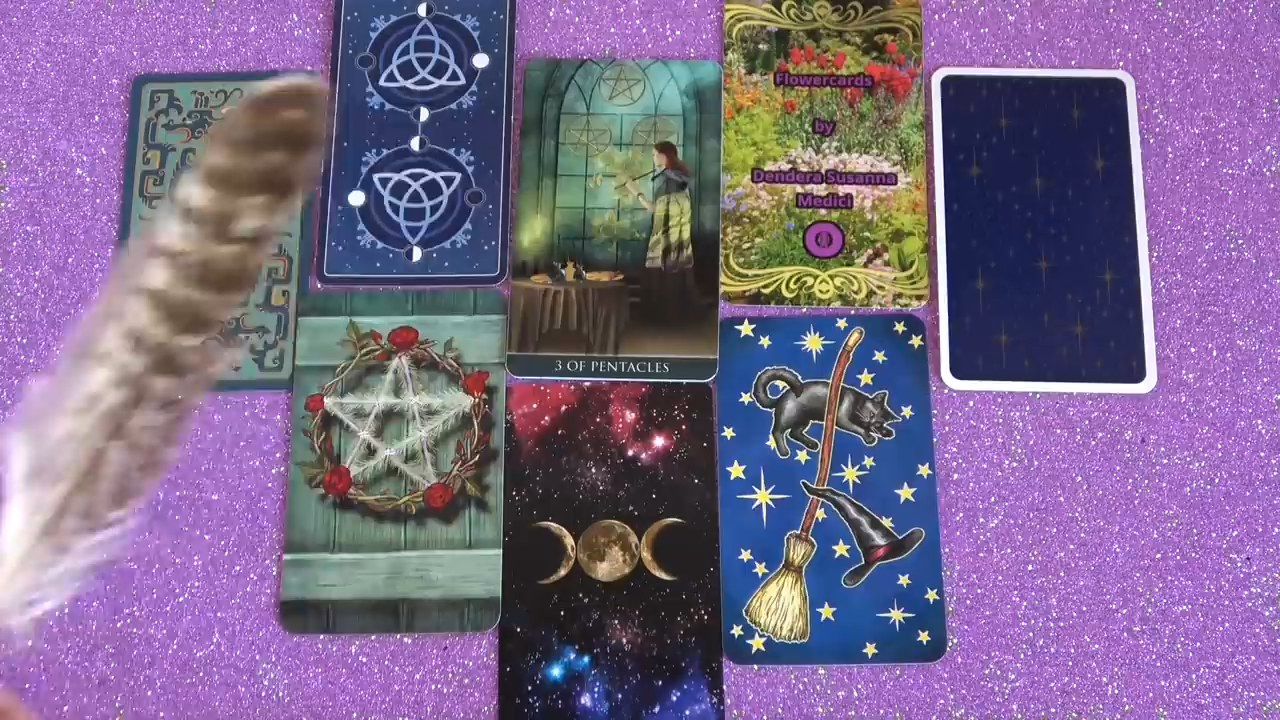 Flowercards
by
Dendera Susanna
Medici
3 OF PENTACLES